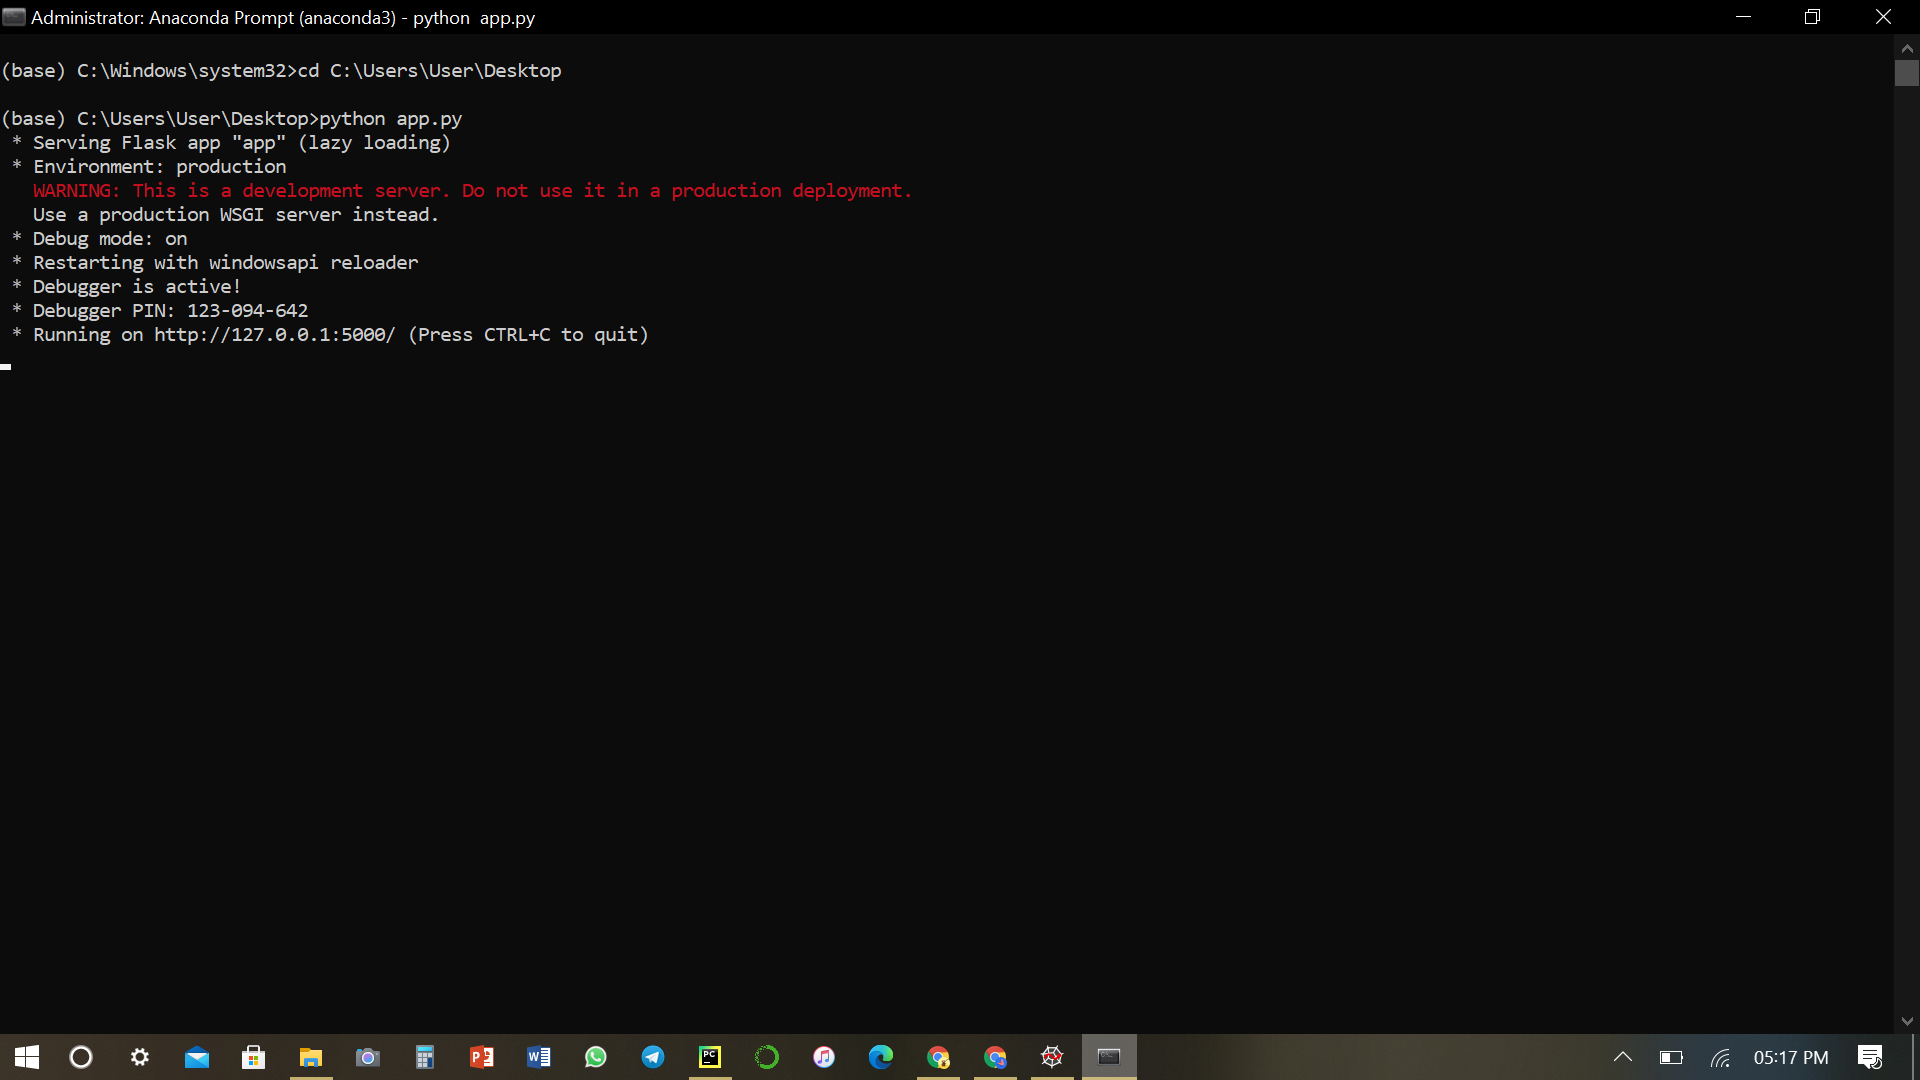 Administrator: Anaconda Prompt (anaconda3) - python  app.py
(base) C:\Windows\system32>cd C:\Users\User\Desktop
(base) C:\Users\User\Desktop>python app.py
 * Serving Flask app "app" (lazy loading)
 * Environment: production
   WARNING: This is a development server. Do not use it in a production deployment.
   Use a production WSGI server instead.
 * Debug mode: on
 * Restarting with windowsapi reloader
 * Debugger is active!
 * Debugger PIN: 123-094-642
 * Running on http://127.0.0.1:5000/ (Press CTRL+C to quit)
05:17 PM